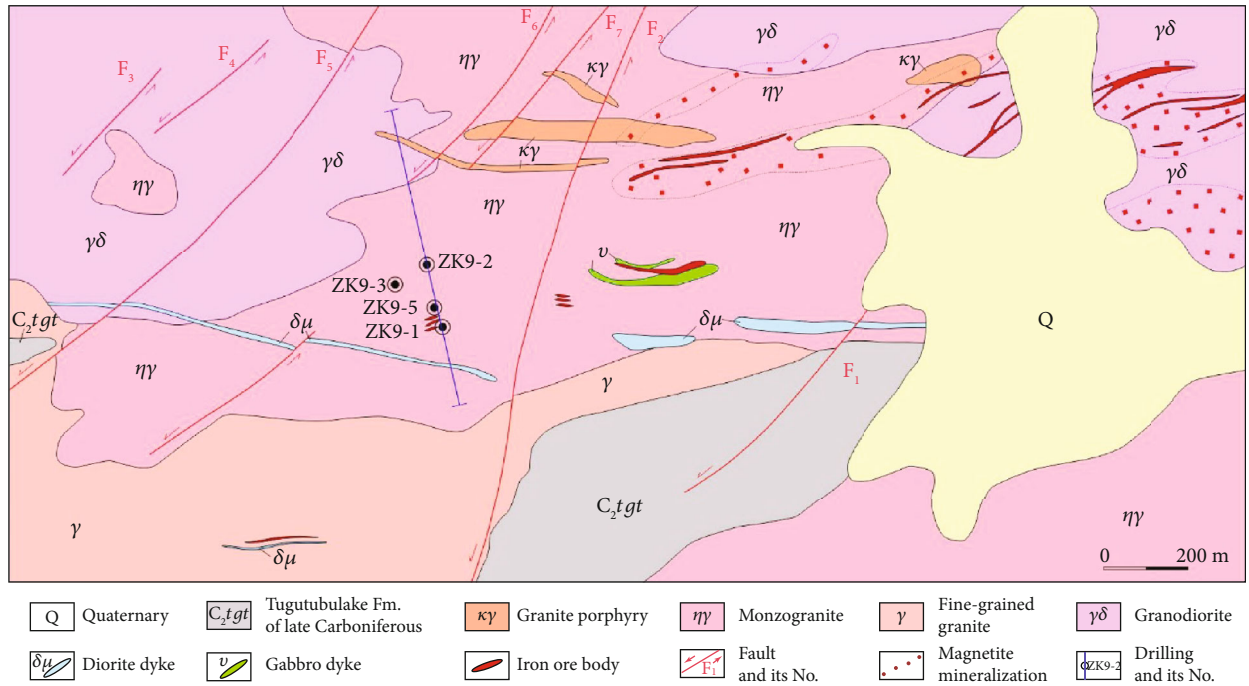 F₆
F₇
F₂
γδ
γδ
F₃
F₄
F₅
ηγ
κγ
ηγ
κγ
κγ
γδ
ηγ
ηγ
γδ
γδ
ηγ
υ
ZK9-2
ZK9-3
ZK9-5
ZK9-1
C₂tgt
δμ
δμ
Q
ηγ
γ
F₁
C₂tgt
γ
δμ
ηγ
0 200 m
Q Quaternary
C₂tgt Tugutubulake Fm.
of late Carboniferous
κγ Granite porphyry
ηγ Monzogranite
γ Fine-grained
granite
γδ Granodiorite
δμ Diorite dyke
υ Gabbro dyke
Iron ore body
F₁ Fault
and its No.
Magnetite
mineralization
ZK9-2 Drilling
and its No.